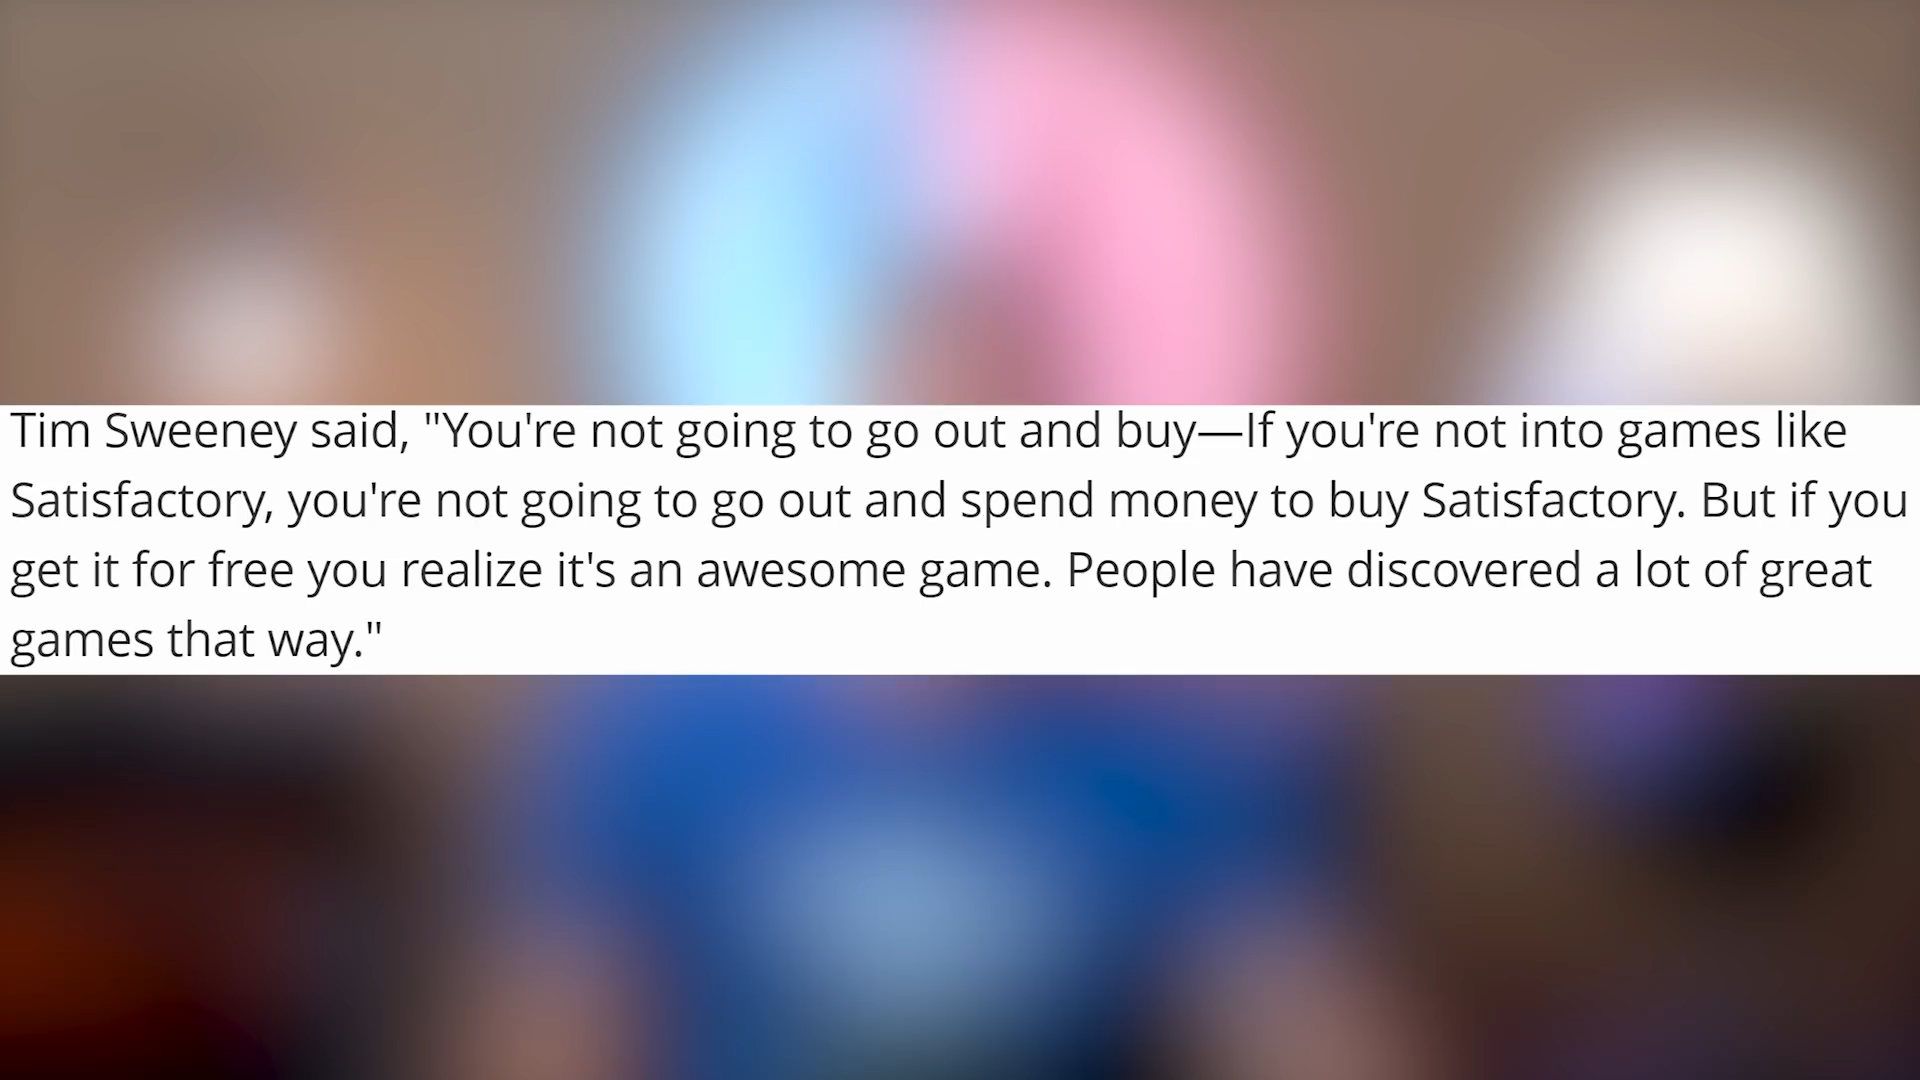 Tim Sweeney said, "You're not going to go out and buy—If you're not into games like
Satisfactory, you're not going to go out and spend money to buy Satisfactory. But if you
get it for free you realize it's an awesome game. People have discovered a lot of great
games that way."